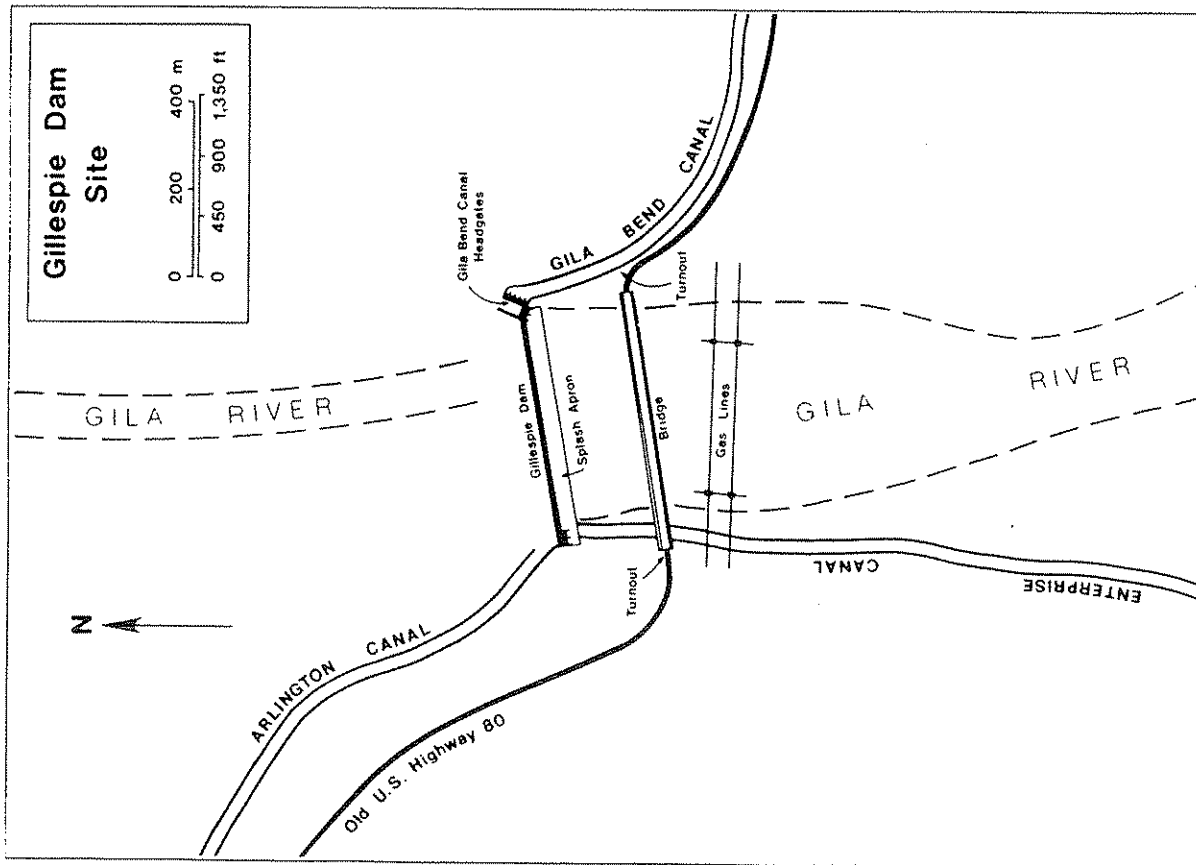 Gillespie Dam
Site
0 200 400 m
0 450 900 1,350 ft
N
GILA RIVER
Gila Bend Canal
Headgates
GILA BEND CANAL
Gillespie Dam
Splash Apron
Turnout
Bridge
ARLINGTON CANAL
Old U.S. Highway 80
Turnout
Gas Lines
GILA RIVER
ENTERPRISE CANAL